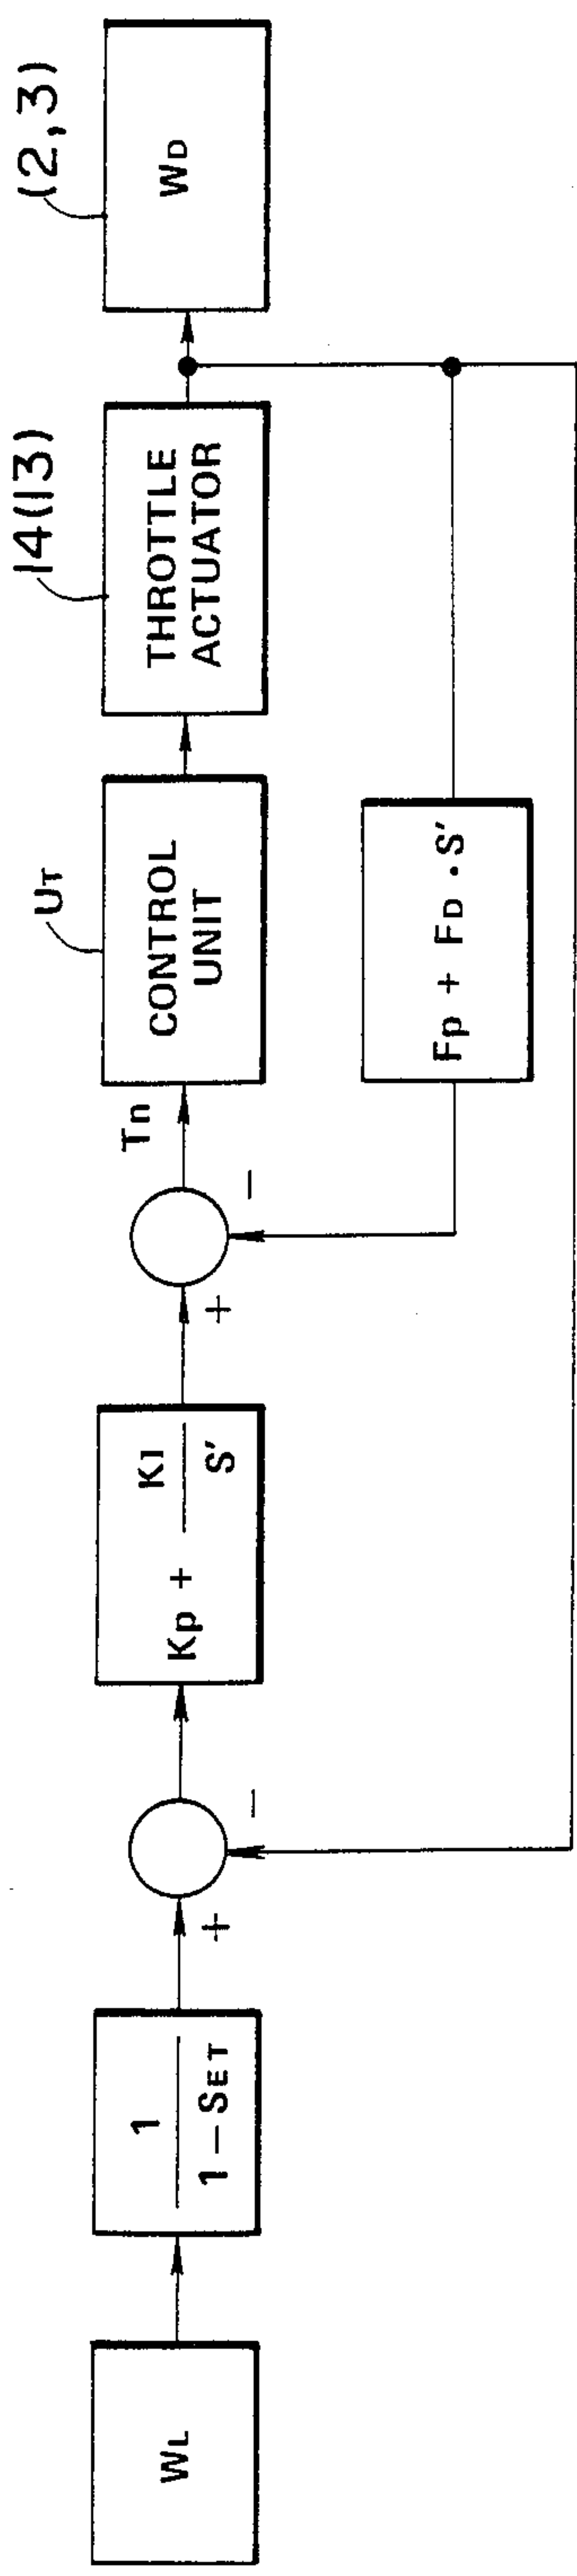 WL
1
1-SET
+
-
Kp + KI
S'
+
-
Tn
CONTROL
UNIT
UT
THROTTLE
ACTUATOR
14(13)
WD
(2,3)
Fp + FD · S'